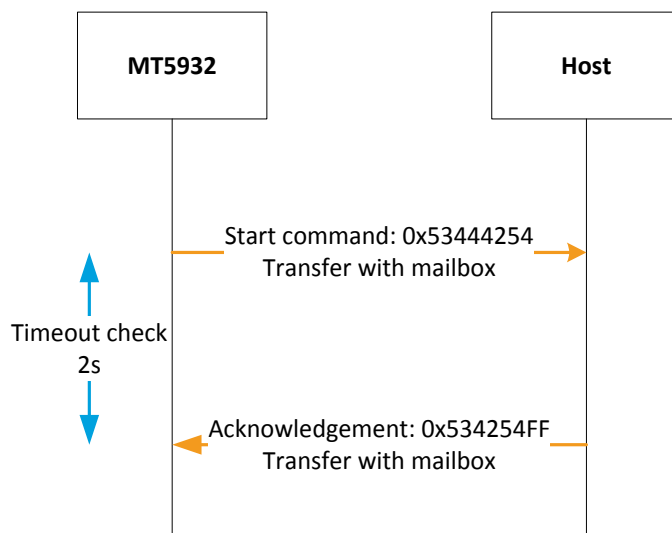 MT5932
Host
Start command: 0x53444254
Transfer with mailbox
Timeout check
2s
Acknowledgement: 0x534254FF
Transfer with mailbox